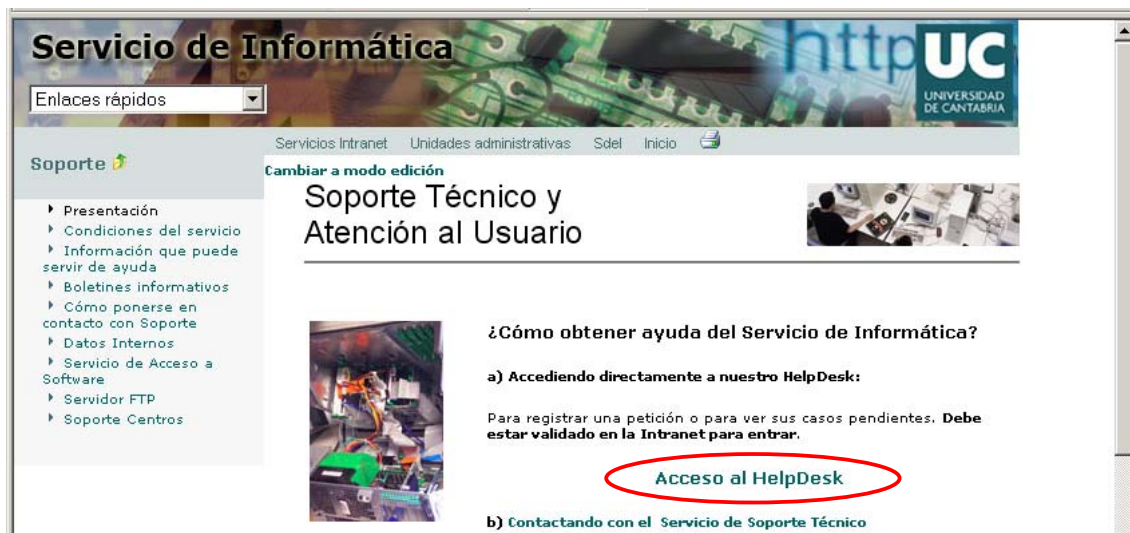 Servicio de Informática
http
UC
UNIVERSIDAD
DE CANTABRIA
Enlaces rápidos
Servicios Intranet Unidades administrativas Sdel Inicio
Soporte
Cambiar a modo edición
Soporte Técnico y
Atención al Usuario
Presentación
Condiciones del servicio
Información que puede
servir de ayuda
Boletines informativos
Cómo ponerse en
contacto con Soporte
Datos Internos
Servicio de Acceso a
Software
Servidor FTP
Soporte Centros
¿Cómo obtener ayuda del Servicio de Informática?
a) Accediendo directamente a nuestro HelpDesk:
Para registrar una petición o para ver sus casos pendientes. Debe
estar validado en la Intranet para entrar.
Acceso al HelpDesk
b) Contactando con el Servicio de Soporte Técnico